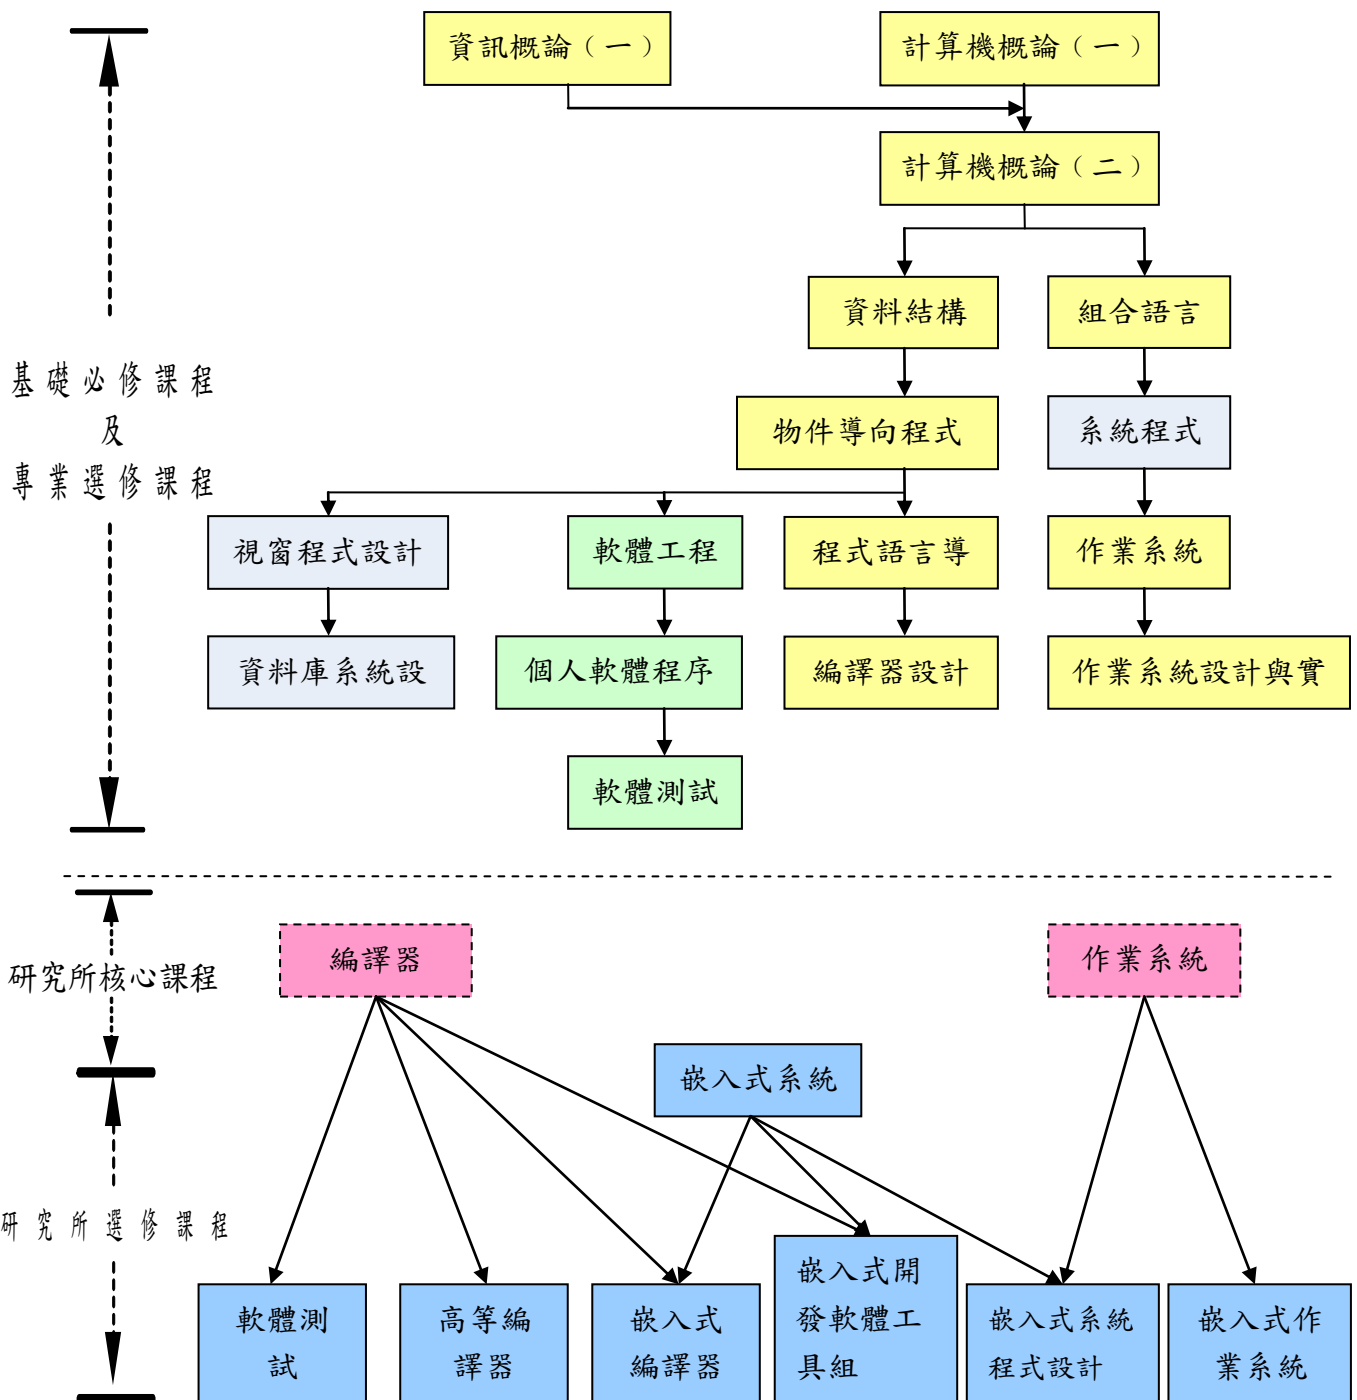 資訊概論（一）
計算機概論（一）
計算機概論（二）
資料結構
組合語言
基礎必修課程
及
專業選修課程
物件導向程式
系統程式
視窗程式設計
軟體工程
程式語言導
作業系統
資料庫系統設
個人軟體程序
編譯器設計
作業系統設計與實
軟體測試
研究所核心課程
編譯器
作業系統
嵌入式系統
研究所選修課程
軟體測
試
高等編
譯器
嵌入式
編譯器
嵌入式開
發軟體工
具組
嵌入式系統
程式設計
嵌入式作
業系統